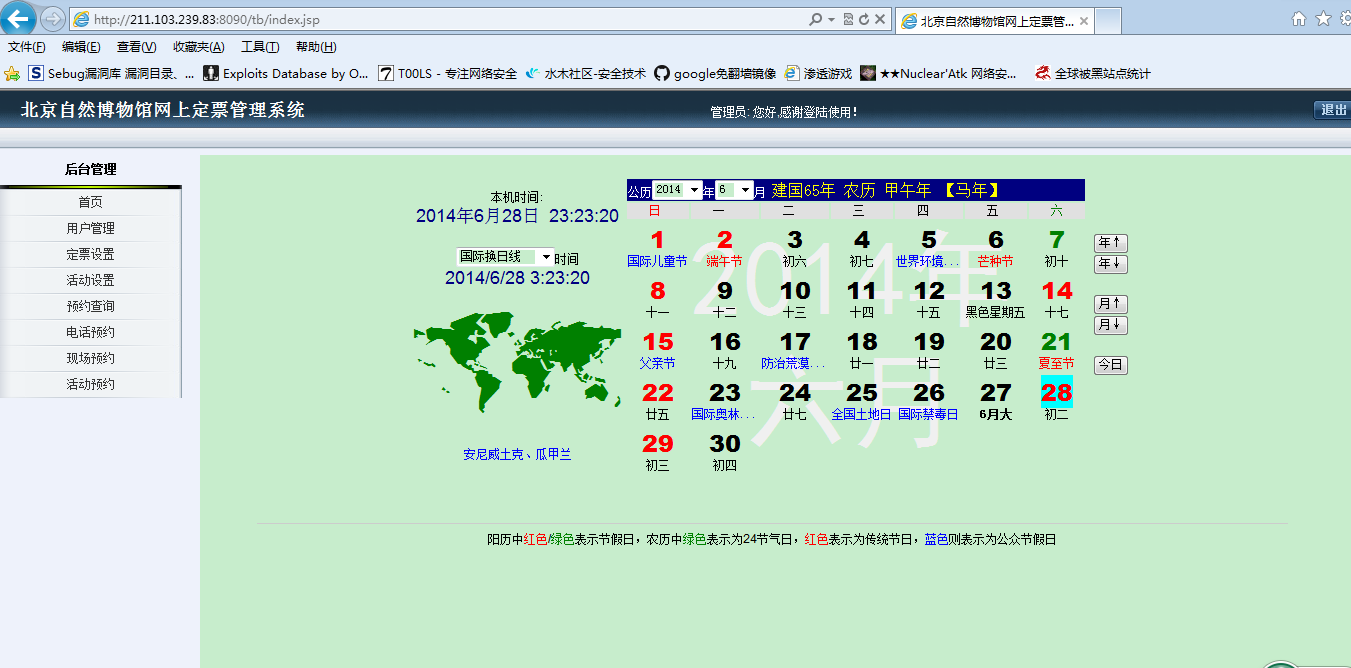 http://211.103.239.83:8090/tb/index.jsp
北京自然博物馆网上定票管...
文件(F) 编辑(E) 查看(V) 收藏夹(A) 工具(T) 帮助(H)
Sebug漏洞库 漏洞目录、... Exploits Database by O... T00LS - 专注网络安全 水木社区-安全技术 google免翻墙镜像 渗透游戏 ★★Nuclear'Atk 网络安... 全球被黑站点统计
北京自然博物馆网上定票管理系统 管理员: 您好,感谢登陆使用! 退出
后台管理
首页
用户管理
定票设置
活动设置
预约查询
电话预约
现场预约
活动预约
本机时间:
2014年6月28日 23:23:20
国际换日线 时间
2014/6/28 3:23:20
安尼威土克、瓜甲兰
公历 2014 年 6 月 建国65年 农历 甲午年 【马年】
日 一 二 三 四 五 六
2014年
六月
1 2 3 4 5 6 7
国际儿童节 端午节 初六 初七 世界环境... 芒种节 初十
8 9 10 11 12 13 14
十一 十二 十三 十四 十五 黑色星期五 十七
15 16 17 18 19 20 21
父亲节 十九 防治荒漠... 廿一 廿二 廿三 夏至节
22 23 24 25 26 27 28
廿五 国际奥林... 廿七 全国土地日 国际禁毒日 6月大 初二
29 30
初三 初四
年↑
年↓
月↑
月↓
今日
阳历中红色/绿色表示节假日，农历中绿色表示为24节气日，红色表示为传统节日，蓝色则表示为公众节假日